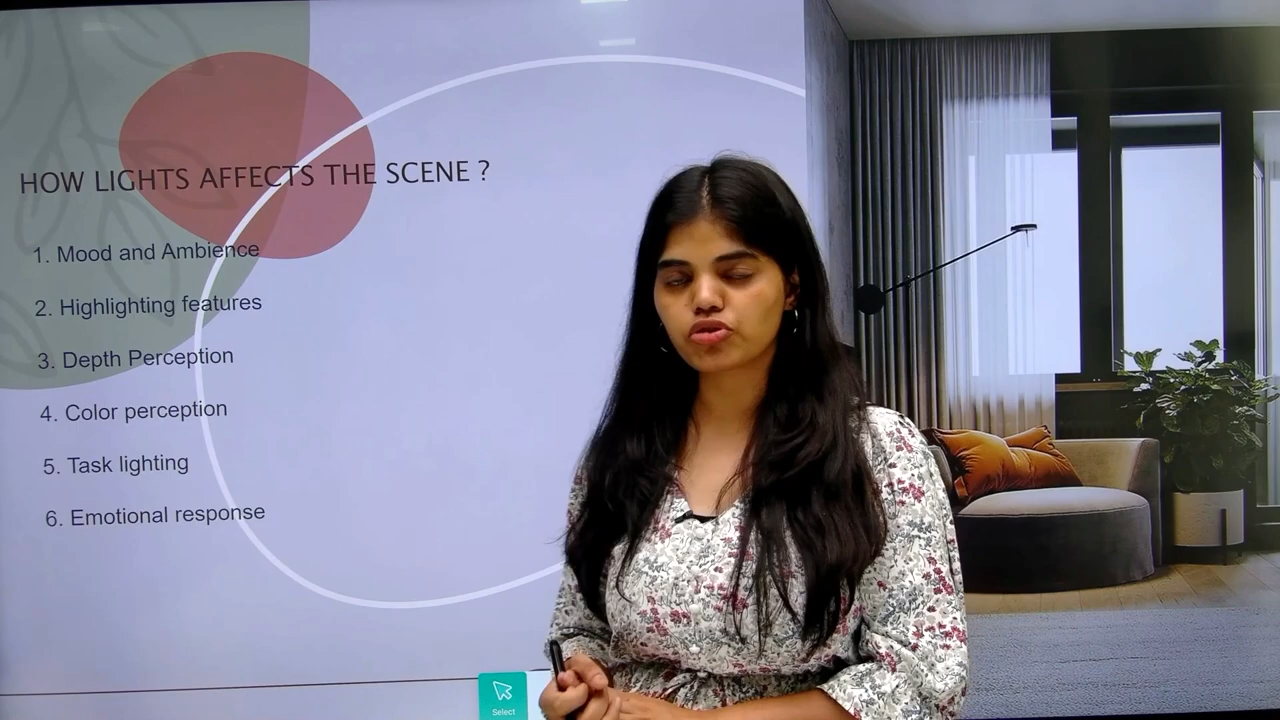 HOW LIGHTS AFFECTS THE SCENE ?
1. Mood and Ambience
2. Highlighting features
3. Depth Perception
4. Color perception
5. Task lighting
6. Emotional response
Select